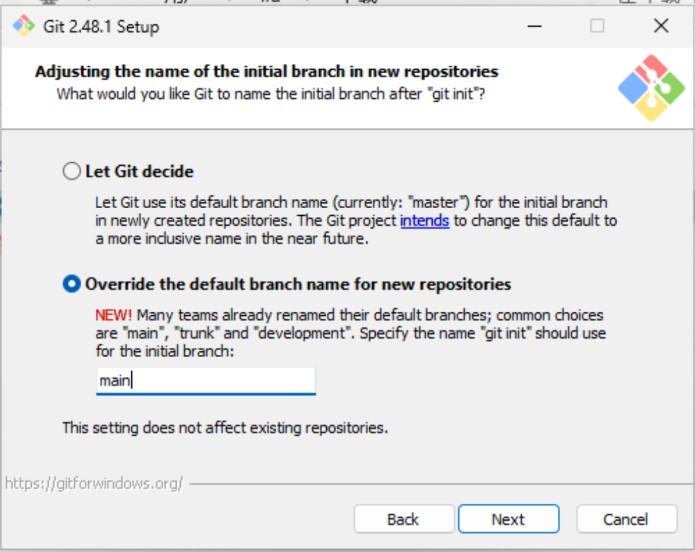 Git 2.48.1 Setup
Adjusting the name of the initial branch in new repositories
What would you like Git to name the initial branch after "git init"?
Let Git decide
Let Git use its default branch name (currently: "master") for the initial branch
in newly created repositories. The Git project intends to change this default to
a more inclusive name in the near future.
Override the default branch name for new repositories
NEW! Many teams already renamed their default branches; common choices
are "main", "trunk" and "development". Specify the name "git init" should use
for the initial branch:
main
This setting does not affect existing repositories.
https://gitforwindows.org/
Back
Next
Cancel